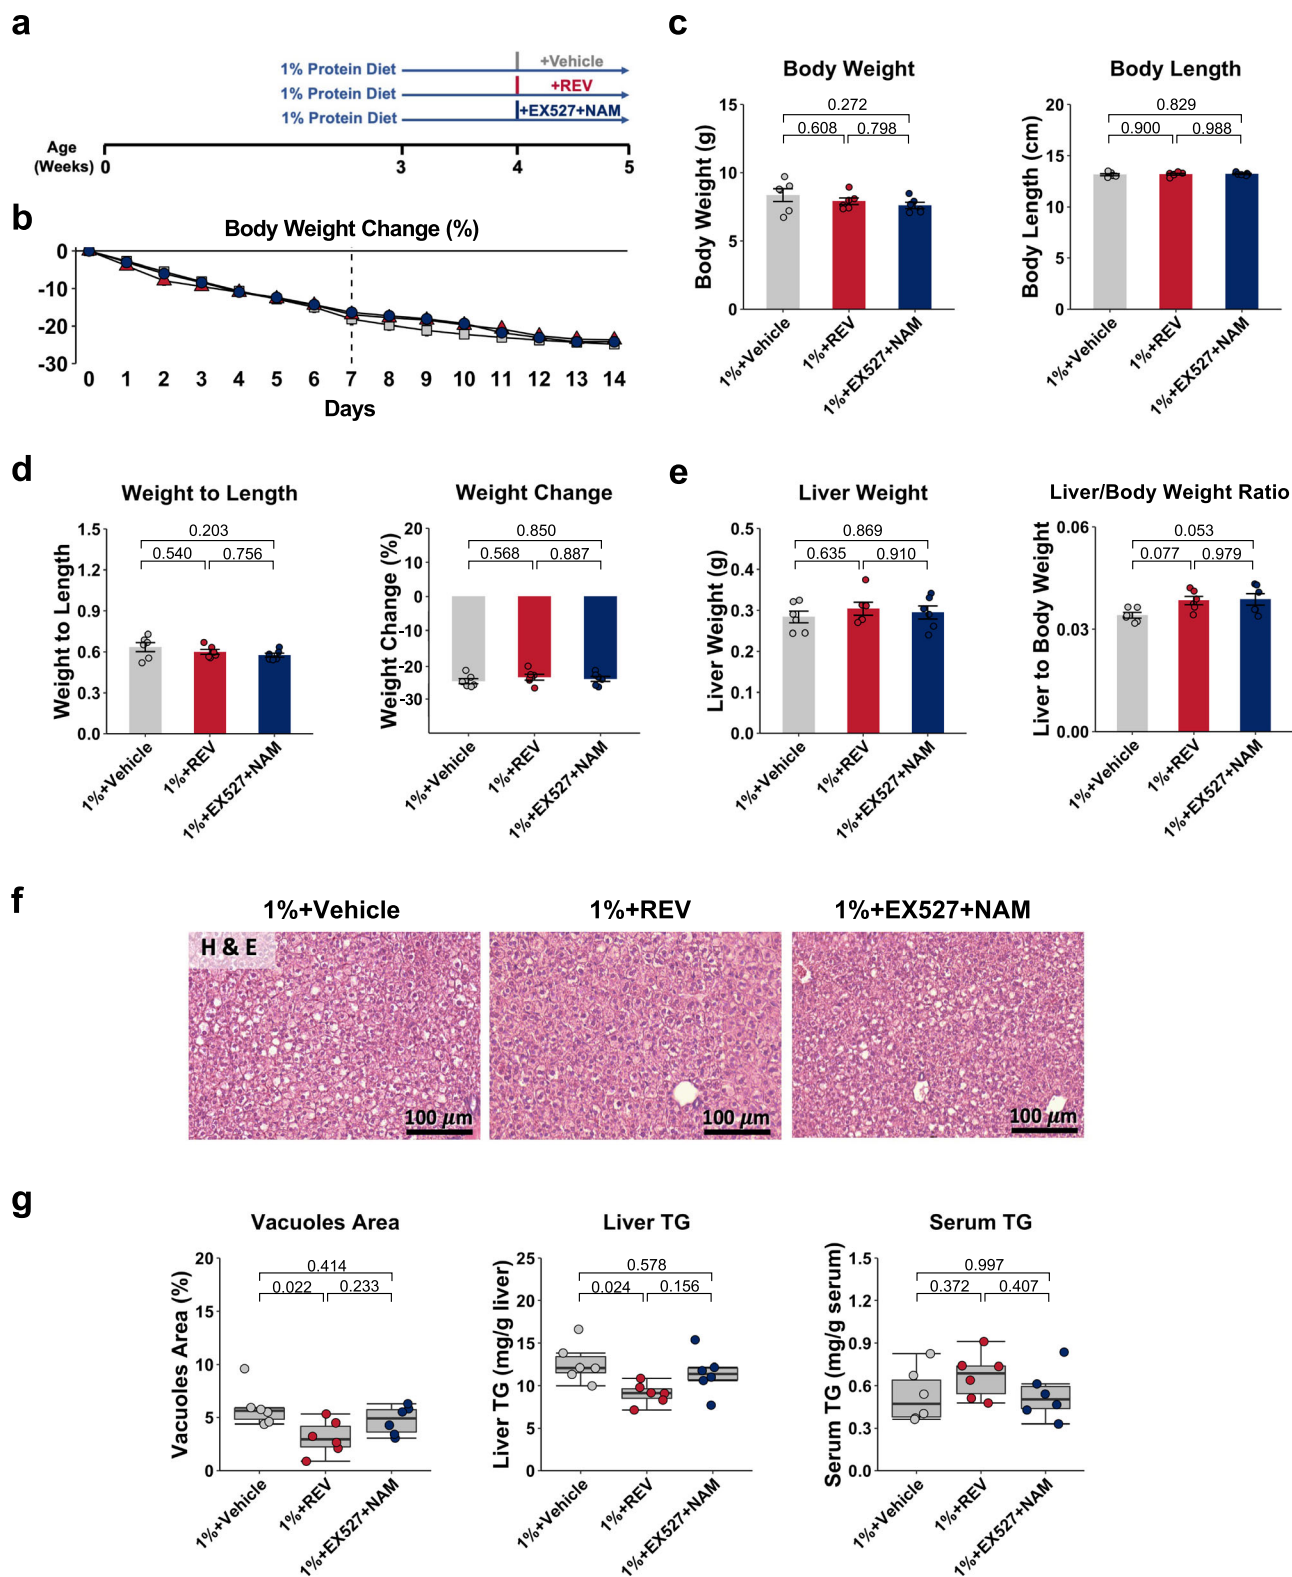 a
+Vehicle
1% Protein Diet
+REV
1% Protein Diet
+EX527+NAM
1% Protein Diet
Age
(Weeks)
0 3 4 5
b
Body Weight Change (%)
0
-10
-20
-30
0 1 2 3 4 5 6 7 8 9 10 11 12 13 14
Days
c
Body Weight
Body Weight (g)
15
10
5
0
0.272
0.608 0.798
1%+Vehicle
1%+REV
1%+EX527+NAM
Body Length
Body Length (cm)
20
15
10
5
0
0.829
0.900 0.988
1%+Vehicle
1%+REV
1%+EX527+NAM
d
Weight to Length
Weight to Length
1.5
1.2
0.9
0.6
0.3
0.0
0.203
0.540 0.756
1%+Vehicle
1%+REV
1%+EX527+NAM
Weight Change
Weight Change (%)
20
10
0
-10
-20
-30
0.850
0.568 0.887
1%+Vehicle
1%+REV
1%+EX527+NAM
e
Liver Weight
Liver Weight (g)
0.5
0.4
0.3
0.2
0.1
0.0
0.869
0.635 0.910
1%+Vehicle
1%+REV
1%+EX527+NAM
Liver/Body Weight Ratio
Liver to Body Weight
0.06
0.03
0.00
0.053
0.077 0.979
1%+Vehicle
1%+REV
1%+EX527+NAM
f
1%+Vehicle 1%+REV 1%+EX527+NAM
H & E
100 μm 100 μm 100 μm
g
Vacuoles Area
Vacuoles Area (%)
20
15
10
5
0
0.414
0.022 0.233
1%+Vehicle
1%+REV
1%+EX527+NAM
Liver TG
Liver TG (mg/g liver)
25
20
15
10
5
0
0.578
0.024 0.156
1%+Vehicle
1%+REV
1%+EX527+NAM
Serum TG
Serum TG (mg/g serum)
1.5
1.2
0.9
0.6
0.3
0.0
0.997
0.372 0.407
1%+Vehicle
1%+REV
1%+EX527+NAM